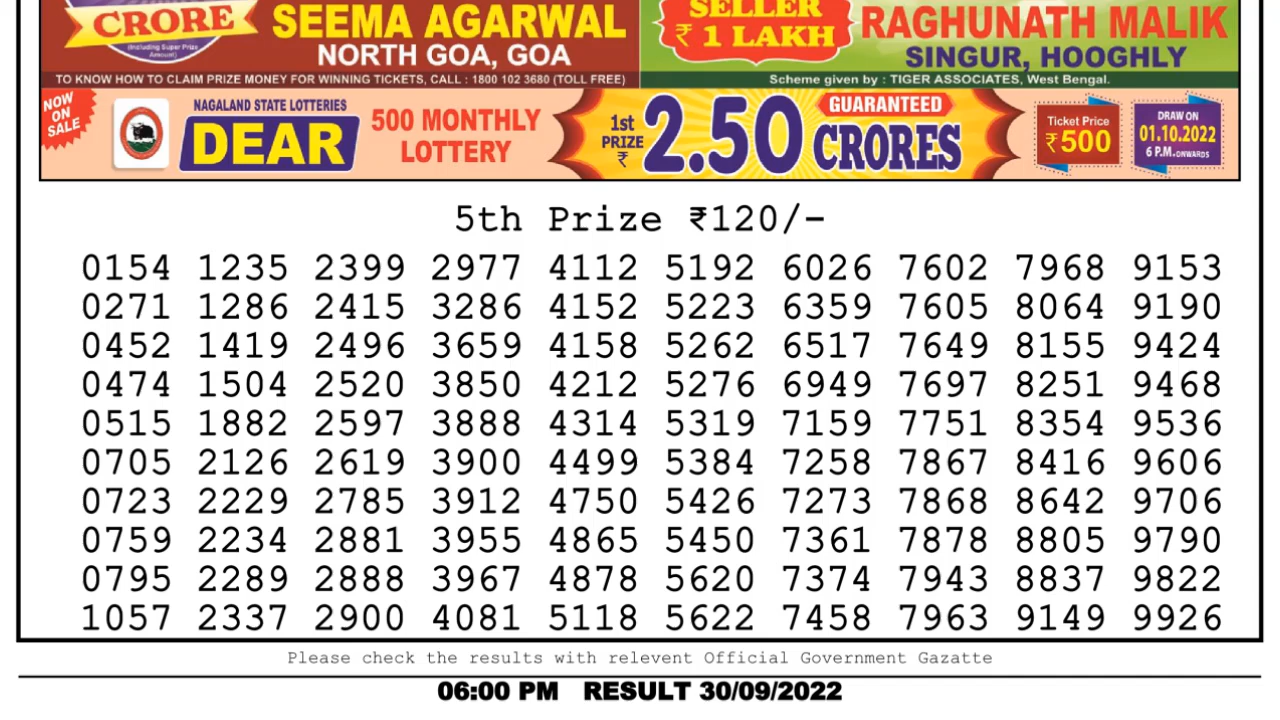 CRORE
(Including Super Prize
Amount)
SEEMA AGARWAL
NORTH GOA, GOA
SELLER
₹ 1 LAKH
RAGHUNATH MALIK
SINGUR, HOOGHLY
TO KNOW HOW TO CLAIM PRIZE MONEY FOR WINNING TICKETS, CALL : 1800 102 3680 (TOLL FREE)
Scheme given by : TIGER ASSOCIATES, West Bengal.
NOW
ON
SALE
NAGALAND STATE LOTTERIES
DEAR
500 MONTHLY
LOTTERY
1st
PRIZE
₹
2.50
GUARANTEED
CRORES
Ticket Price
₹500
DRAW ON
01.10.2022
6 P.M.ONWARDS
5th Prize ₹120/-
0154 1235 2399 2977 4112 5192 6026 7602 7968 9153
0271 1286 2415 3286 4152 5223 6359 7605 8064 9190
0452 1419 2496 3659 4158 5262 6517 7649 8155 9424
0474 1504 2520 3850 4212 5276 6949 7697 8251 9468
0515 1882 2597 3888 4314 5319 7159 7751 8354 9536
0705 2126 2619 3900 4499 5384 7258 7867 8416 9606
0723 2229 2785 3912 4750 5426 7273 7868 8642 9706
0759 2234 2881 3955 4865 5450 7361 7878 8805 9790
0795 2289 2888 3967 4878 5620 7374 7943 8837 9822
1057 2337 2900 4081 5118 5622 7458 7963 9149 9926
Please check the results with relevent Official Government Gazatte
06:00 PM RESULT 30/09/2022